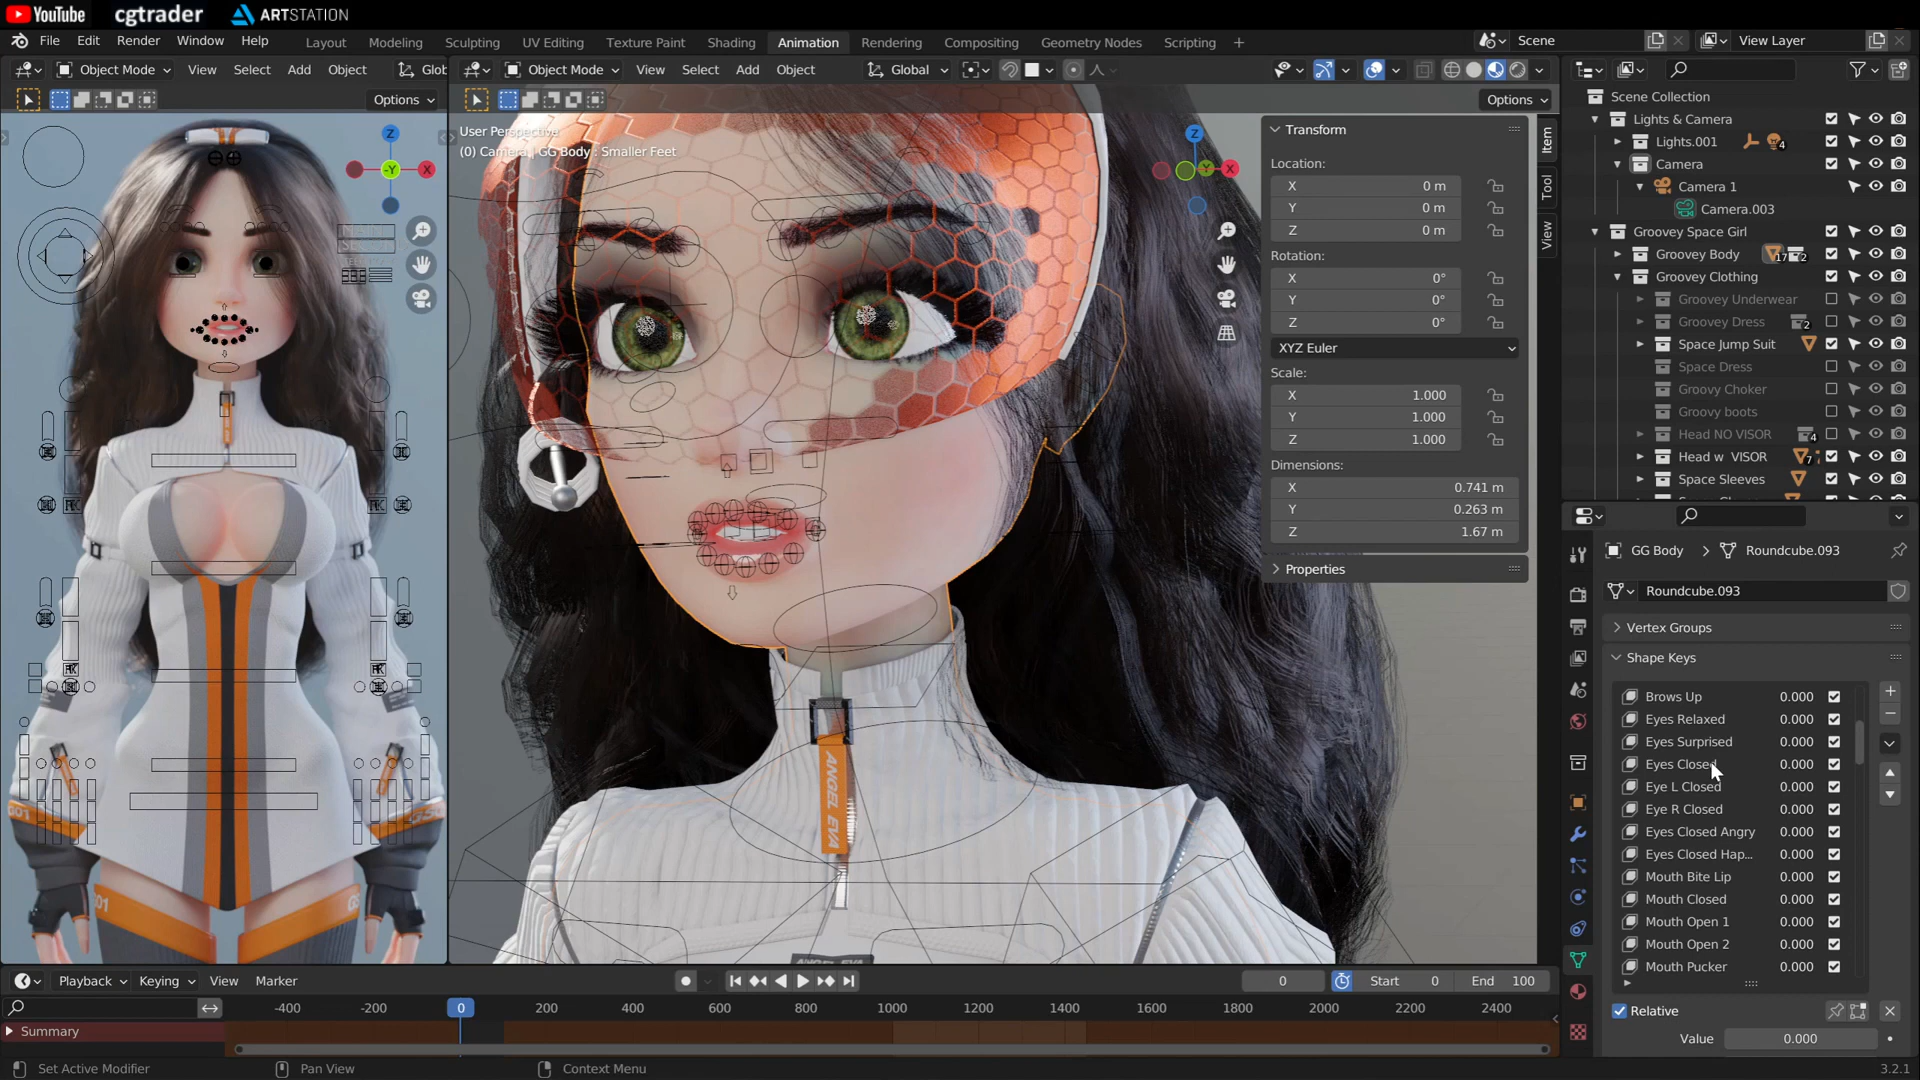 YouTube cgtrader ARTSTATION
File Edit Render Window Help Layout Modeling Sculpting UV Editing Texture Paint Shading Animation Rendering Compositing Geometry Nodes Scripting + Scene View Layer
Object Mode View Select Add Object Glob Object Mode View Select Add Object Global
Options Options
User Perspective
(0) Camera | GG Body : Smaller Feet
Z
-Y X
Z
Y X
Transform
Location:
X 0 m
Y 0 m
Z 0 m
Rotation:
X 0°
Y 0°
Z 0°
XYZ Euler
Scale:
X 1.000
Y 1.000
Z 1.000
Dimensions:
X 0.741 m
Y 0.263 m
Z 1.67 m
Properties
Item
Tool
View
Scene Collection
Lights & Camera
Lights.001 4
Camera
Camera 1
Camera.003
Groovey Space Girl
Groovey Body 17 2
Groovey Clothing
Groovey Underwear
Groovey Dress 2
Space Jump Suit
Space Dress
Groovy Choker
Groovy boots
Head NO VISOR 4
Head w VISOR 7
Space Sleeves
GG Body Roundcube.093
Roundcube.093
Vertex Groups
Shape Keys
Brows Up 0.000
Eyes Relaxed 0.000
Eyes Surprised 0.000
Eyes Closed 0.000
Eye L Closed 0.000
Eye R Closed 0.000
Eyes Closed Angry 0.000
Eyes Closed Hap... 0.000
Mouth Bite Lip 0.000
Mouth Closed 0.000
Mouth Open 1 0.000
Mouth Open 2 0.000
Mouth Pucker 0.000
Relative
Value 0.000
ANGEL EVA
ANGEL EVA
Playback Keying View Marker 0 Start 0 End 100
-400 -200 0 200 400 600 800 1000 1200 1400 1600 1800 2000 2200 2400
Summary
Set Active Modifier Pan View Context Menu 3.2.1